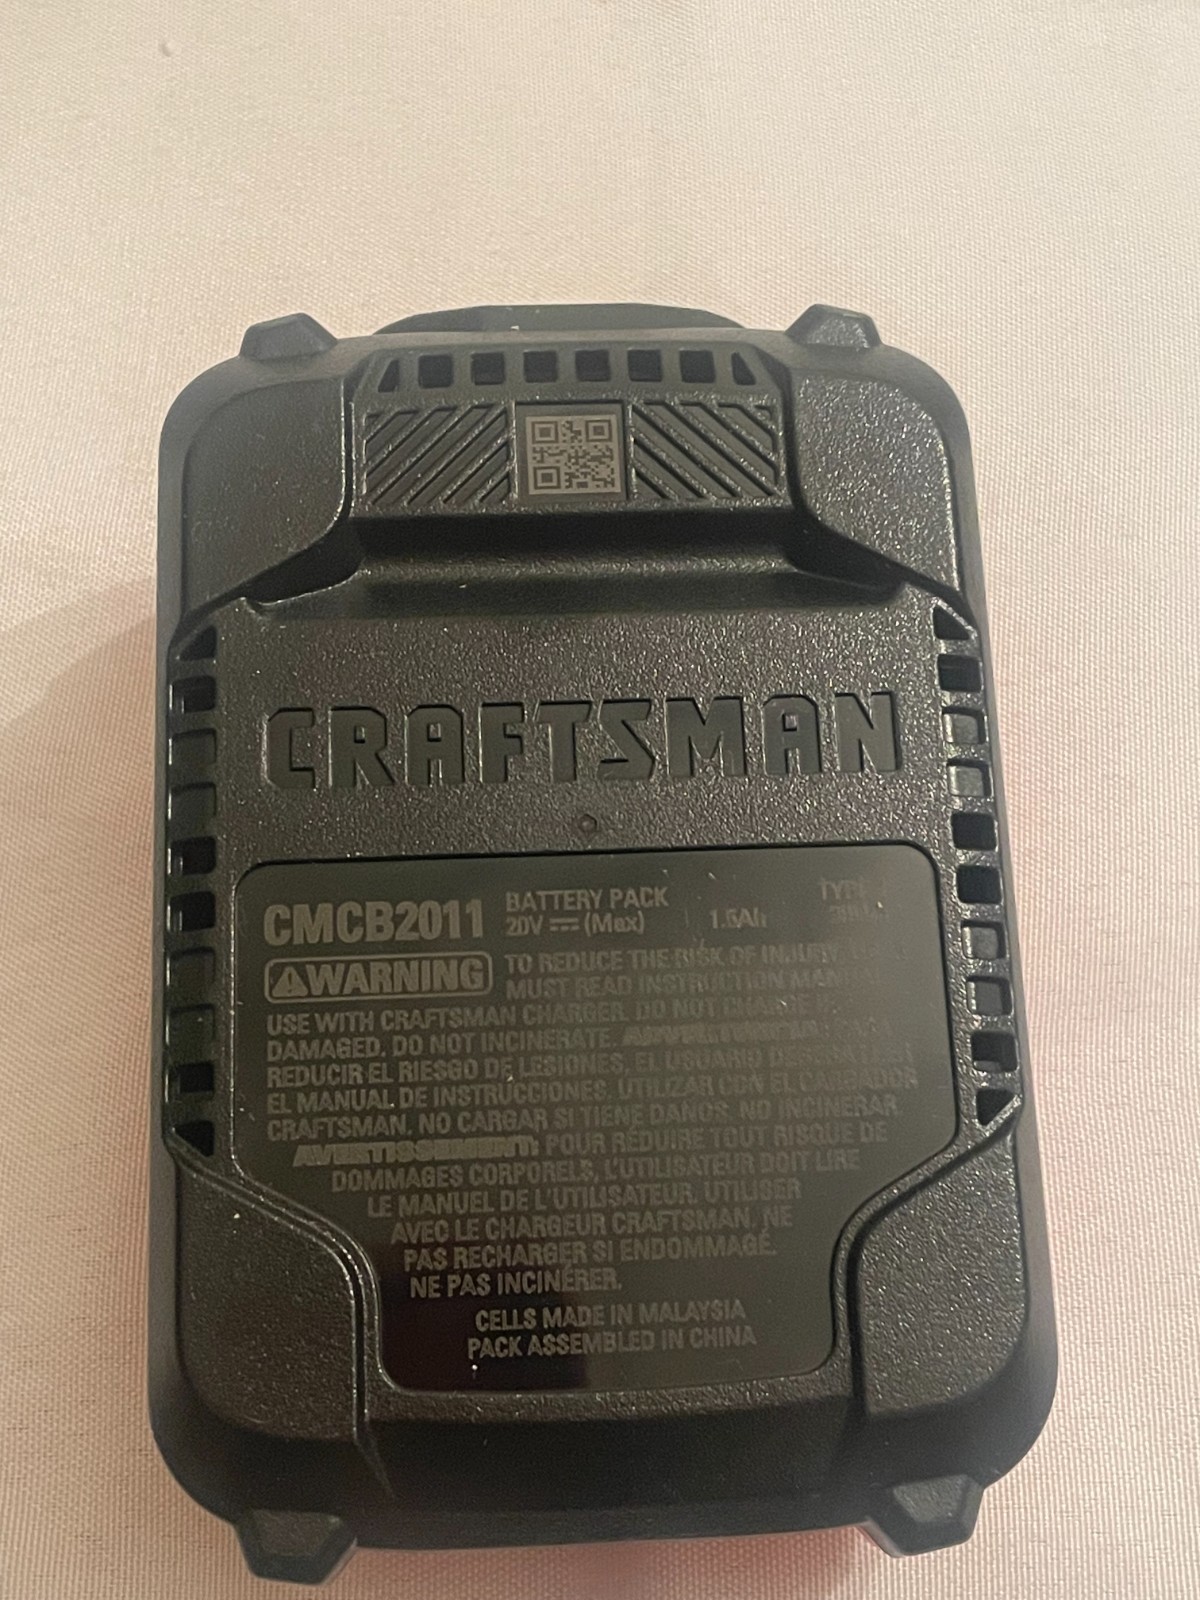 CRAFTSMAN
CMCB2011 BATTERY PACK
20V (Max) 1.5Ah
WARNING TO REDUCE THE RISK OF INJURY,
MUST READ INSTRUCTION
USE WITH CRAFTSMAN CHARGER. DO NOT CHARGE IF
DAMAGED. DO NOT INCINERATE.
REDUCIR EL RIESGO DE LESIONES, EL USUARIO
EL MANUAL DE INSTRUCCIONES. UTILIZAR CON EL CARGADOR
CRAFTSMAN. NO CARGAR SI TIENE DAÑOS. NO INCINERAR.
AVERTISSEMENT: POUR RÉDUIRE TOUT RISQUE DE
DOMMAGES CORPORELS, L'UTILISATEUR DOIT LIRE
LE MANUEL DE L'UTILISATEUR. UTILISER
AVEC LE CHARGEUR CRAFTSMAN. NE
PAS RECHARGER SI ENDOMMAGÉ.
NE PAS INCINÉRER.
CELLS MADE IN MALAYSIA
PACK ASSEMBLED IN CHINA